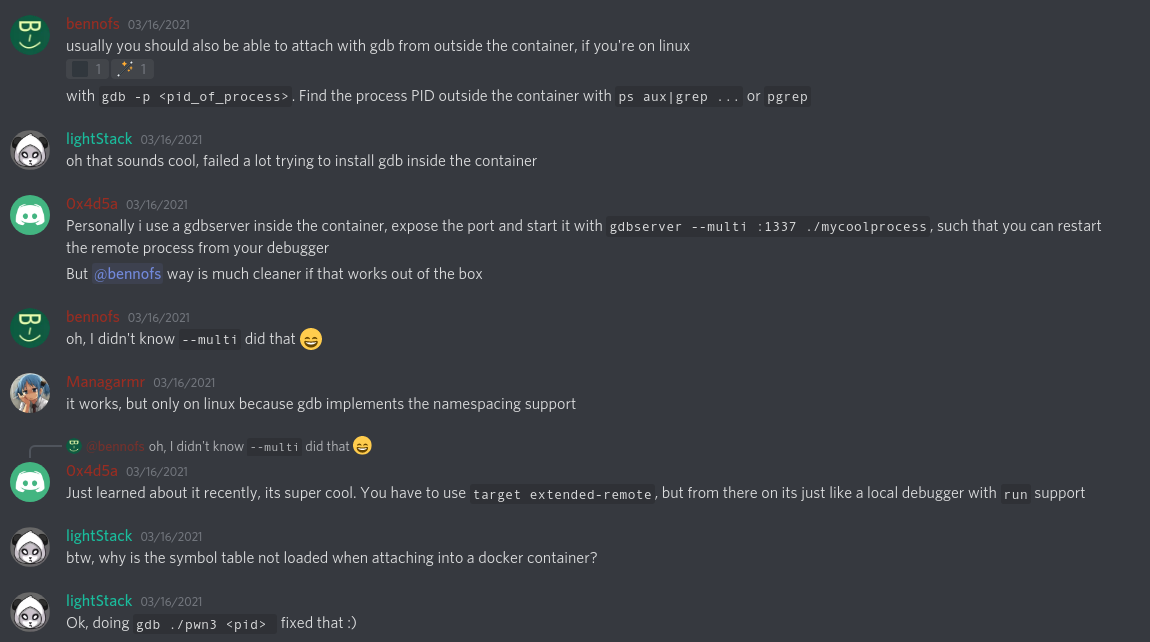 bennofs 03/16/2021
usually you should also be able to attach with gdb from outside the container, if you're on linux
1 1
with gdb -p <pid_of_process>. Find the process PID outside the container with ps aux|grep ... or pgrep
lightStack 03/16/2021
oh that sounds cool, failed a lot trying to install gdb inside the container
0x4d5a 03/16/2021
Personally i use a gdbserver inside the container, expose the port and start it with gdbserver --multi :1337 ./mycoolprocess, such that you can restart
the remote process from your debugger
But @bennofs way is much cleaner if that works out of the box
bennofs 03/16/2021
oh, I didn't know --multi did that
Managarmr 03/16/2021
it works, but only on linux because gdb implements the namespacing support
@bennofs oh, I didn't know --multi did that
0x4d5a 03/16/2021
Just learned about it recently, its super cool. You have to use target extended-remote, but from there on its just like a local debugger with run support
lightStack 03/16/2021
btw, why is the symbol table not loaded when attaching into a docker container?
lightStack 03/16/2021
Ok, doing gdb ./pwn3 <pid> fixed that :)